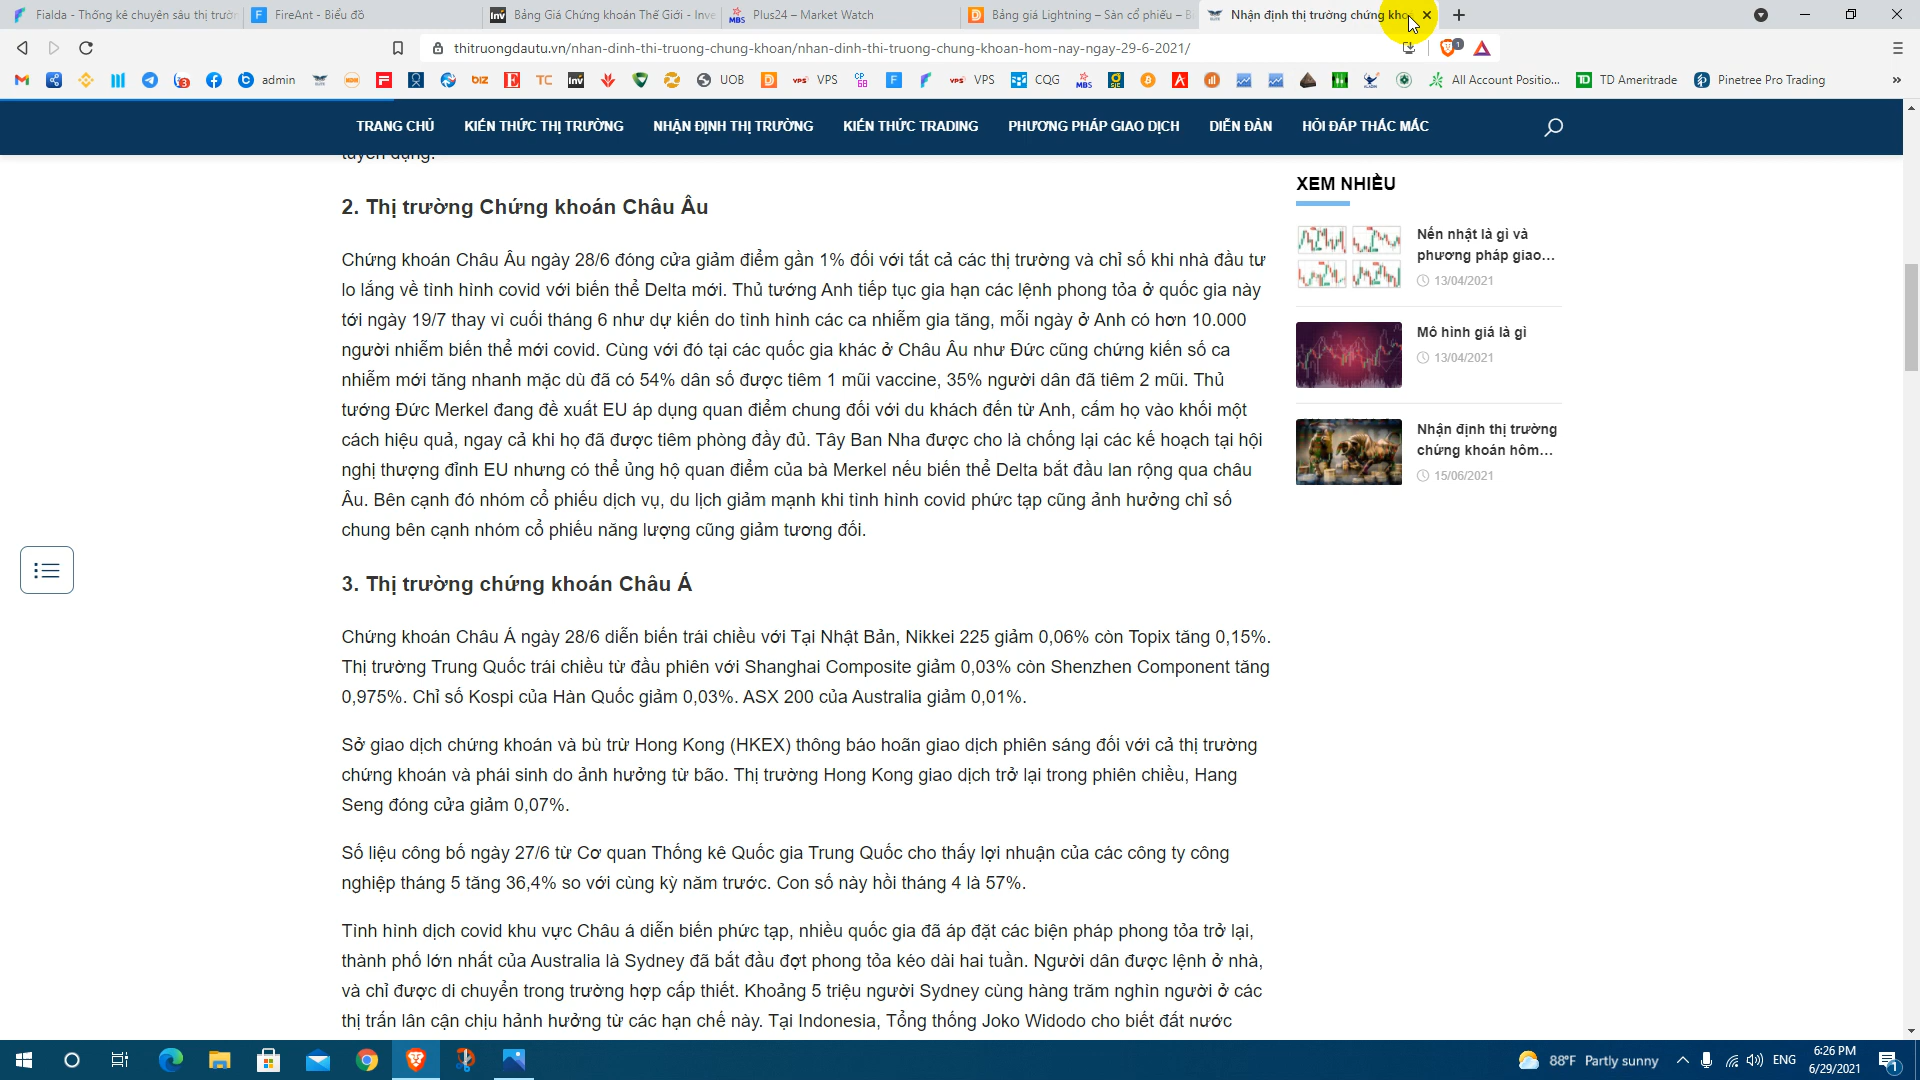 Fialda - Thống kê chuyên sâu thị trườn
FireAnt - Biểu đồ
Bảng Giá Chứng khoán Thế Giới - Inve
Plus24 – Market Watch
Bảng giá Lightning – Sàn cổ phiếu – B
Nhận định thị trường chứng kho
thitruongdautu.vn/nhan-dinh-thi-truong-chung-khoan/nhan-dinh-thi-truong-chung-khoan-hom-nay-ngay-29-6-2021/
admin
UOB
VPS
VPS
CQG
All Account Positio...
TD Ameritrade
Pinetree Pro Trading
TRANG CHỦ
KIẾN THỨC THỊ TRƯỜNG
NHẬN ĐỊNH THỊ TRƯỜNG
KIẾN THỨC TRADING
PHƯƠNG PHÁP GIAO DỊCH
DIỄN ĐÀN
HỎI ĐÁP THẮC MẮC
tuyển dụng.
2. Thị trường Chứng khoán Châu Âu
Chứng khoán Châu Âu ngày 28/6 đóng cửa giảm điểm gần 1% đối với tất cả các thị trường và chỉ số khi nhà đầu tư
lo lắng về tình hình covid với biến thể Delta mới. Thủ tướng Anh tiếp tục gia hạn các lệnh phong tỏa ở quốc gia này
tới ngày 19/7 thay vì cuối tháng 6 như dự kiến do tình hình các ca nhiễm gia tăng, mỗi ngày ở Anh có hơn 10.000
người nhiễm biến thể mới covid. Cùng với đó tại các quốc gia khác ở Châu Âu như Đức cũng chứng kiến số ca
nhiễm mới tăng nhanh mặc dù đã có 54% dân số được tiêm 1 mũi vaccine, 35% người dân đã tiêm 2 mũi. Thủ
tướng Đức Merkel đang đề xuất EU áp dụng quan điểm chung đối với du khách đến từ Anh, cấm họ vào khối một
cách hiệu quả, ngay cả khi họ đã được tiêm phòng đầy đủ. Tây Ban Nha được cho là chống lại các kế hoạch tại hội
nghị thượng đỉnh EU nhưng có thể ủng hộ quan điểm của bà Merkel nếu biến thể Delta bắt đầu lan rộng qua châu
Âu. Bên cạnh đó nhóm cổ phiếu dịch vụ, du lịch giảm mạnh khi tình hình covid phức tạp cũng ảnh hưởng chỉ số
chung bên cạnh nhóm cổ phiếu năng lượng cũng giảm tương đối.
3. Thị trường chứng khoán Châu Á
Chứng khoán Châu Á ngày 28/6 diễn biến trái chiều với Tại Nhật Bản, Nikkei 225 giảm 0,06% còn Topix tăng 0,15%.
Thị trường Trung Quốc trái chiều từ đầu phiên với Shanghai Composite giảm 0,03% còn Shenzhen Component tăng
0,975%. Chỉ số Kospi của Hàn Quốc giảm 0,03%. ASX 200 của Australia giảm 0,01%.
Sở giao dịch chứng khoán và bù trừ Hong Kong (HKEX) thông báo hoãn giao dịch phiên sáng đối với cả thị trường
chứng khoán và phái sinh do ảnh hưởng từ bão. Thị trường Hong Kong giao dịch trở lại trong phiên chiều, Hang
Seng đóng cửa giảm 0,07%.
Số liệu công bố ngày 27/6 từ Cơ quan Thống kê Quốc gia Trung Quốc cho thấy lợi nhuận của các công ty công
nghiệp tháng 5 tăng 36,4% so với cùng kỳ năm trước. Con số này hồi tháng 4 là 57%.
Tình hình dịch covid khu vực Châu á diễn biến phức tạp, nhiều quốc gia đã áp đặt các biện pháp phong tỏa trở lại,
thành phố lớn nhất của Australia là Sydney đã bắt đầu đợt phong tỏa kéo dài hai tuần. Người dân được lệnh ở nhà,
và chỉ được di chuyển trong trường hợp cấp thiết. Khoảng 5 triệu người Sydney cùng hàng trăm nghìn người ở các
thị trấn lân cận chịu hảnh hưởng từ các hạn chế này. Tại Indonesia, Tổng thống Joko Widodo cho biết đất nước
XEM NHIỀU
Nến nhật là gì và
phương pháp giao...
13/04/2021
Mô hình giá là gì
13/04/2021
Nhận định thị trường
chứng khoán hôm...
15/06/2021
88°F Partly sunny
ENG
6:26 PM
6/29/2021